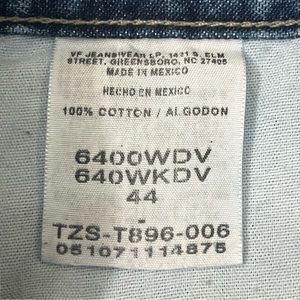 VF JEANSWEAR LP, 1421 S. ELM
STREET, GREENSBORO, NC 27405
MADE IN MEXICO
HECHO EN MEXICO
100% COTTON / ALGODON
6400WDV
640WKDV
44
-
TZS-T896-006
051071114875